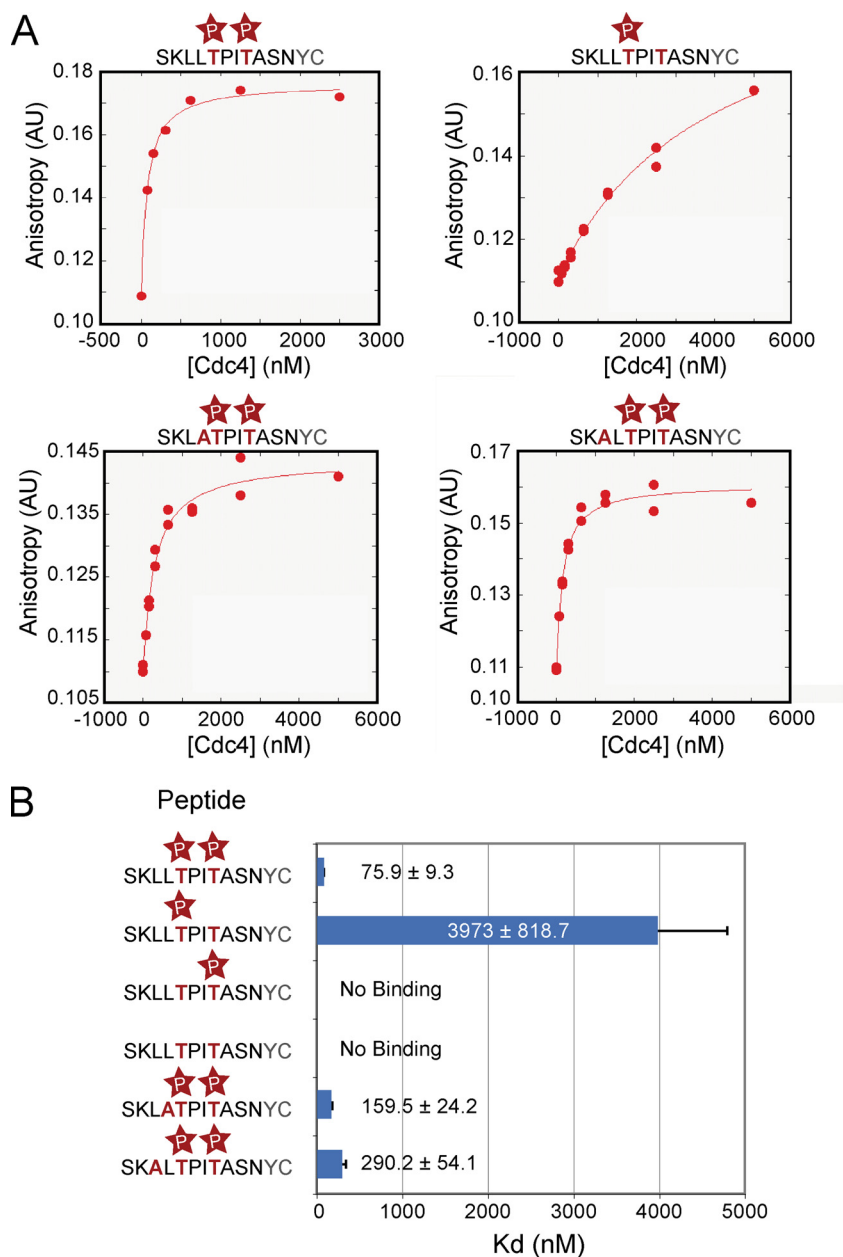 A
P P
SKLLTPITASNYC
Anisotropy (AU)
0.18
0.16
0.14
0.12
0.10
-500 0 1000 2000 3000
[Cdc4] (nM)
P
SKLLTPITASNYC
Anisotropy (AU)
0.16
0.14
0.12
0.10
-1000 0 2000 4000 6000
[Cdc4] (nM)
P P
SKLATPITASNYC
Anisotropy (AU)
0.145
0.135
0.125
0.115
0.105
-1000 0 2000 4000 6000
[Cdc4] (nM)
P P
SKALTPITASNYC
Anisotropy (AU)
0.17
0.15
0.13
0.11
0.10
-1000 0 2000 4000 6000
[Cdc4] (nM)
B
Peptide
P P
SKLLTPITASNYC 75.9 ± 9.3
P
SKLLTPITASNYC 3973 ± 818.7
P
SKLLTPITASNYC No Binding
SKLLTPITASNYC No Binding
P P
SKLATPITASNYC 159.5 ± 24.2
P P
SKALTPITASNYC 290.2 ± 54.1
0 1000 2000 3000 4000 5000
Kd (nM)